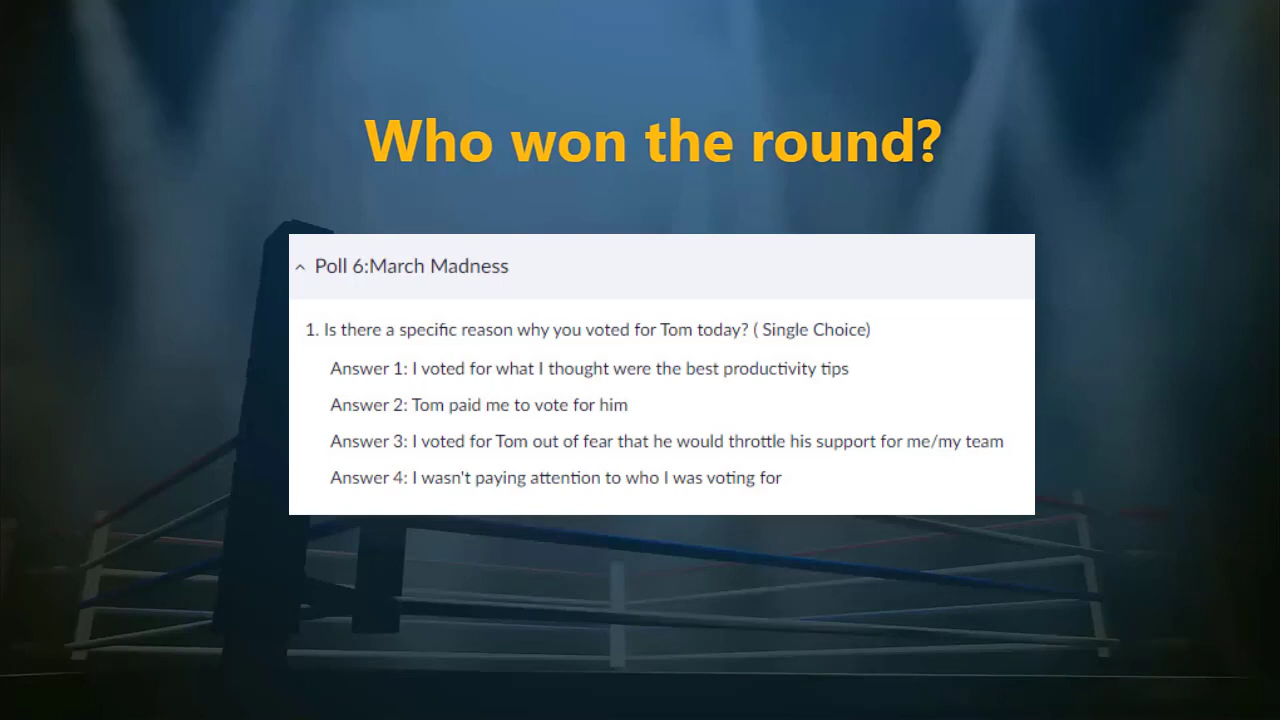 Who won the round?
Poll 6:March Madness
1. Is there a specific reason why you voted for Tom today? ( Single Choice)
Answer 1: I voted for what I thought were the best productivity tips
Answer 2: Tom paid me to vote for him
Answer 3: I voted for Tom out of fear that he would throttle his support for me/my team
Answer 4: I wasn't paying attention to who I was voting for